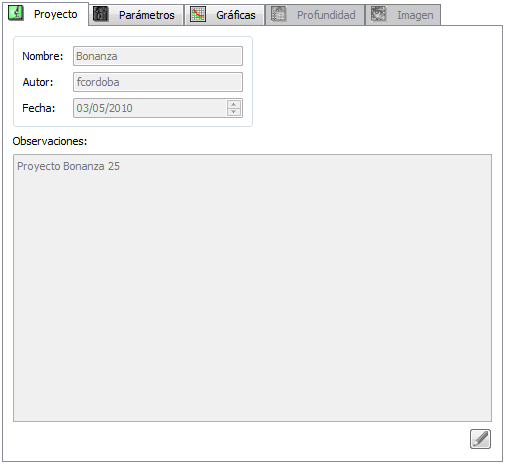 Proyecto Parámetros Gráficas Profundidad Imagen
Nombre: Bonanza
Autor: fcordoba
Fecha: 03/05/2010
Observaciones:
Proyecto Bonanza 25